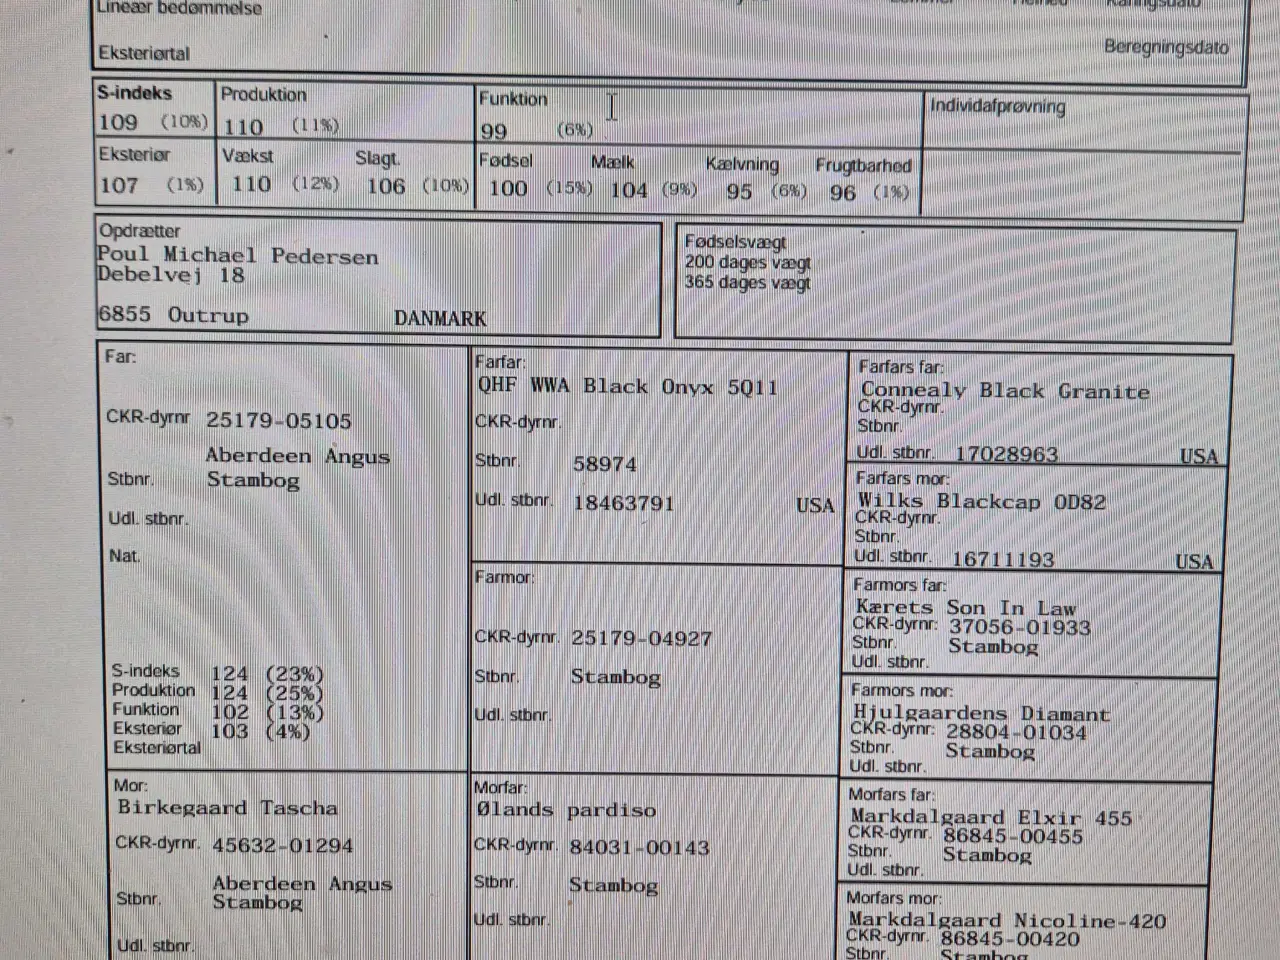 Lineær bedømmelse
Eksteriørtal
Beregningsdato
S-indeks
109 (10%)
Produktion
110 (11%)
Funktion
99 (6%)
Individafprøvning
Eksteriør
107 (1%)
Vækst
110 (12%)
Slagt.
106 (10%)
Fødsel
100 (15%)
Mælk
104 (9%)
Kælvning
95 (6%)
Frugtbarhed
96 (1%)
Opdrætter
Poul Michael Pedersen
Debelvej 18
6855 Outrup DANMARK
Fødselsvægt
200 dages vægt
365 dages vægt
Far:
CKR-dyrnr 25179-05105
Aberdeen Angus
Stbnr. Stambog
Udl. stbnr.
Nat.
S-indeks 124 (23%)
Produktion 124 (25%)
Funktion 102 (13%)
Eksteriør 103 (4%)
Eksteriørtal
Farfar:
QHF WWA Black Onyx 5Q11
CKR-dyrnr.
Stbnr. 58974
Udl. stbnr. 18463791 USA
Farmor:
CKR-dyrnr. 25179-04927
Stbnr. Stambog
Udl. stbnr.
Farfars far:
Connealy Black Granite
CKR-dyrnr.
Stbnr.
Udl. stbnr. 17028963 USA
Farfars mor:
Wilks Blackcap OD82
CKR-dyrnr.
Stbnr.
Udl. stbnr. 16711193 USA
Farmors far:
Kærets Son In Law
CKR-dyrnr: 37056-01933
Stbnr. Stambog
Udl. stbnr.
Farmors mor:
Hjulgaardens Diamant
CKR-dyrnr: 28804-01034
Stbnr. Stambog
Udl. stbnr.
Mor:
Birkegaard Tascha
CKR-dyrnr. 45632-01294
Aberdeen Angus
Stbnr. Stambog
Udl. stbnr.
Morfar:
Ølands pardiso
CKR-dyrnr. 84031-00143
Stbnr. Stambog
Udl. stbnr.
Morfars far:
Markdalgaard Elxir 455
CKR-dyrnr. 86845-00455
Stbnr. Stambog
Udl. stbnr.
Morfars mor:
Markdalgaard Nicoline-420
CKR-dyrnr. 86845-00420
Stbnr. Stambog